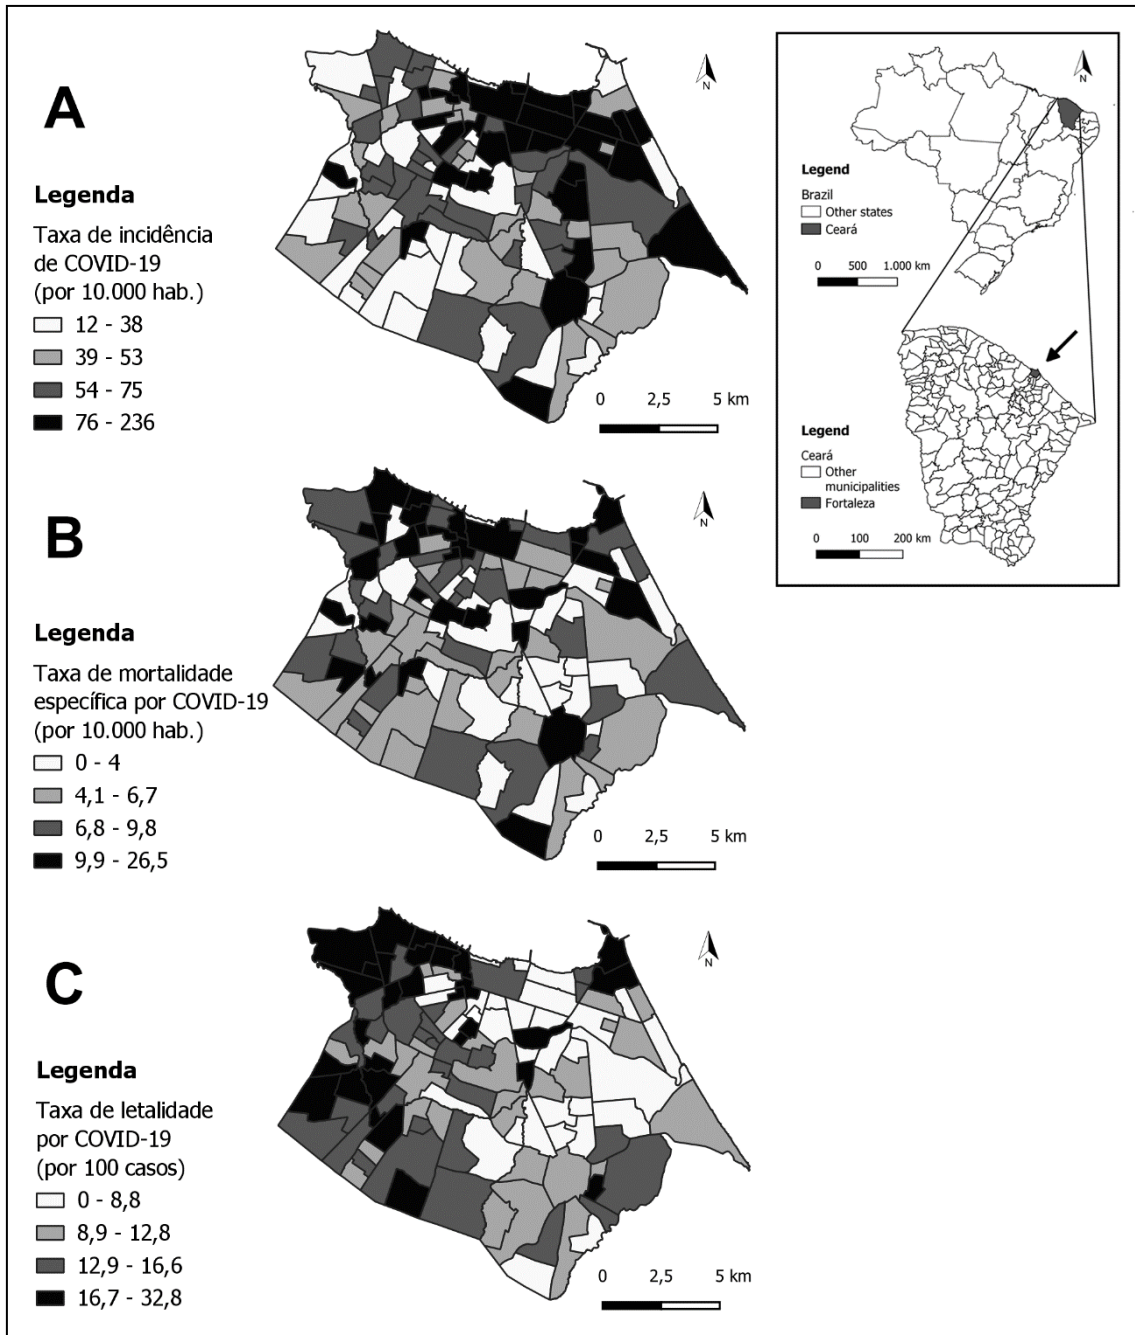 A
Legenda
Taxa de incidência
de COVID-19
(por 10.000 hab.)
12 - 38
39 - 53
54 - 75
76 - 236
N
0 2,5 5 km
B
Legenda
Taxa de mortalidade
específica por COVID-19
(por 10.000 hab.)
0 - 4
4,1 - 6,7
6,8 - 9,8
9,9 - 26,5
N
0 2,5 5 km
C
Legenda
Taxa de letalidade
por COVID-19
(por 100 casos)
0 - 8,8
8,9 - 12,8
12,9 - 16,6
16,7 - 32,8
N
0 2,5 5 km
N
Legend
Brazil
Other states
Ceará
0 500 1.000 km
Legend
Ceará
Other
municipalities
Fortaleza
0 100 200 km